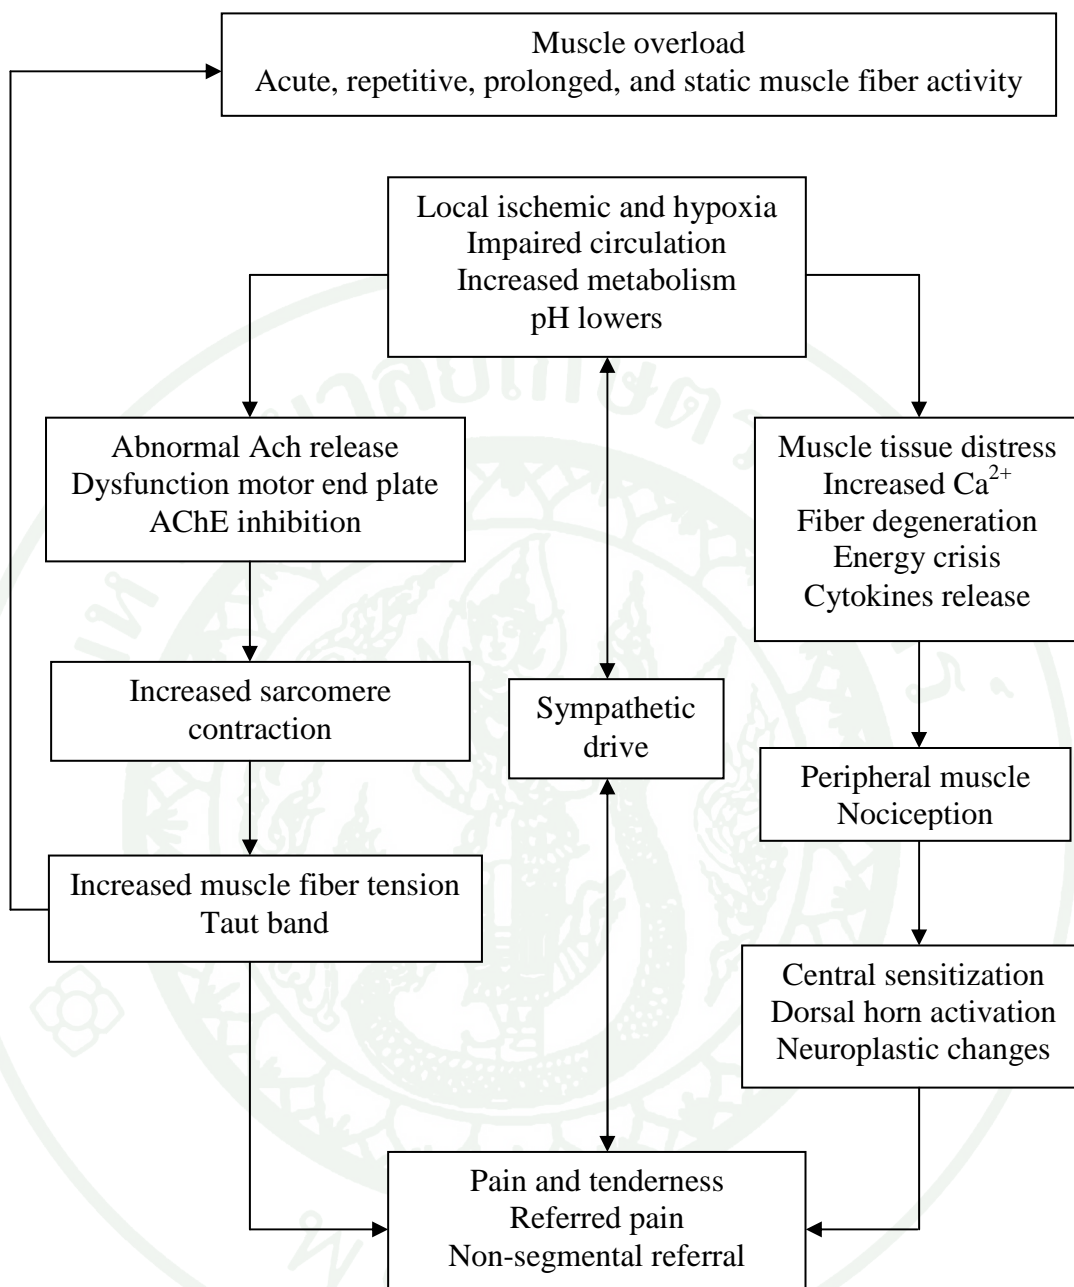 Muscle overload
Acute, repetitive, prolonged, and static muscle fiber activity
Local ischemic and hypoxia
Impaired circulation
Increased metabolism
pH lowers
Abnormal Ach release
Dysfunction motor end plate
AChE inhibition
Muscle tissue distress
Increased Ca²⁺
Fiber degeneration
Energy crisis
Cytokines release
Increased sarcomere
contraction
Sympathetic
drive
Peripheral muscle
Nociception
Increased muscle fiber tension
Taut band
Central sensitization
Dorsal horn activation
Neuroplastic changes
Pain and tenderness
Referred pain
Non-segmental referral